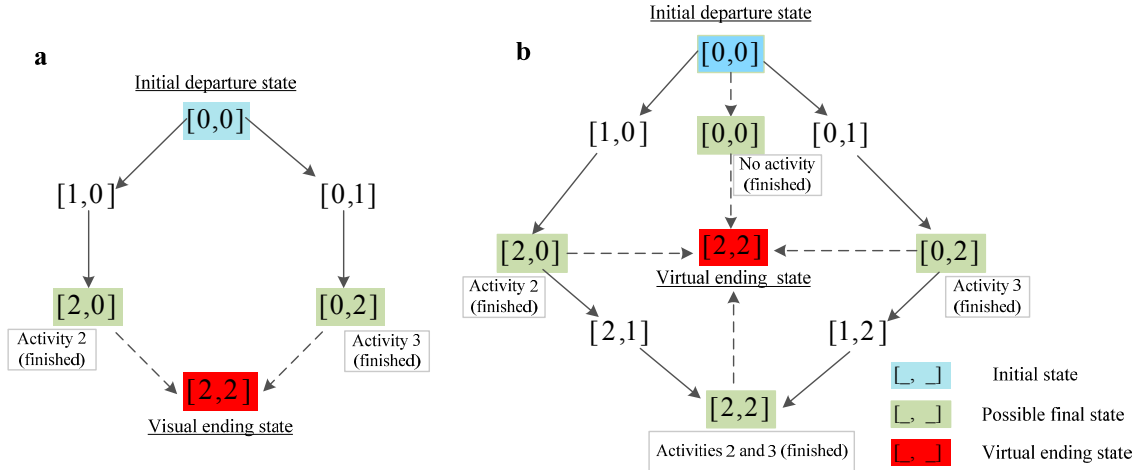 a
Initial departure state
[0,0]
[1,0]
[0,1]
[2,0]
[0,2]
Activity 2
(finished)
Activity 3
(finished)
[2,2]
Visual ending state
b
Initial departure state
[0,0]
[1,0]
[0,0]
[0,1]
No activity
(finished)
[2,0]
[2,2]
[0,2]
Virtual ending state
Activity 2
(finished)
Activity 3
(finished)
[2,1]
[1,2]
[2,2]
Activities 2 and 3 (finished)
[_, _] Initial state
[_, _] Possible final state
[_, _] Virtual ending state